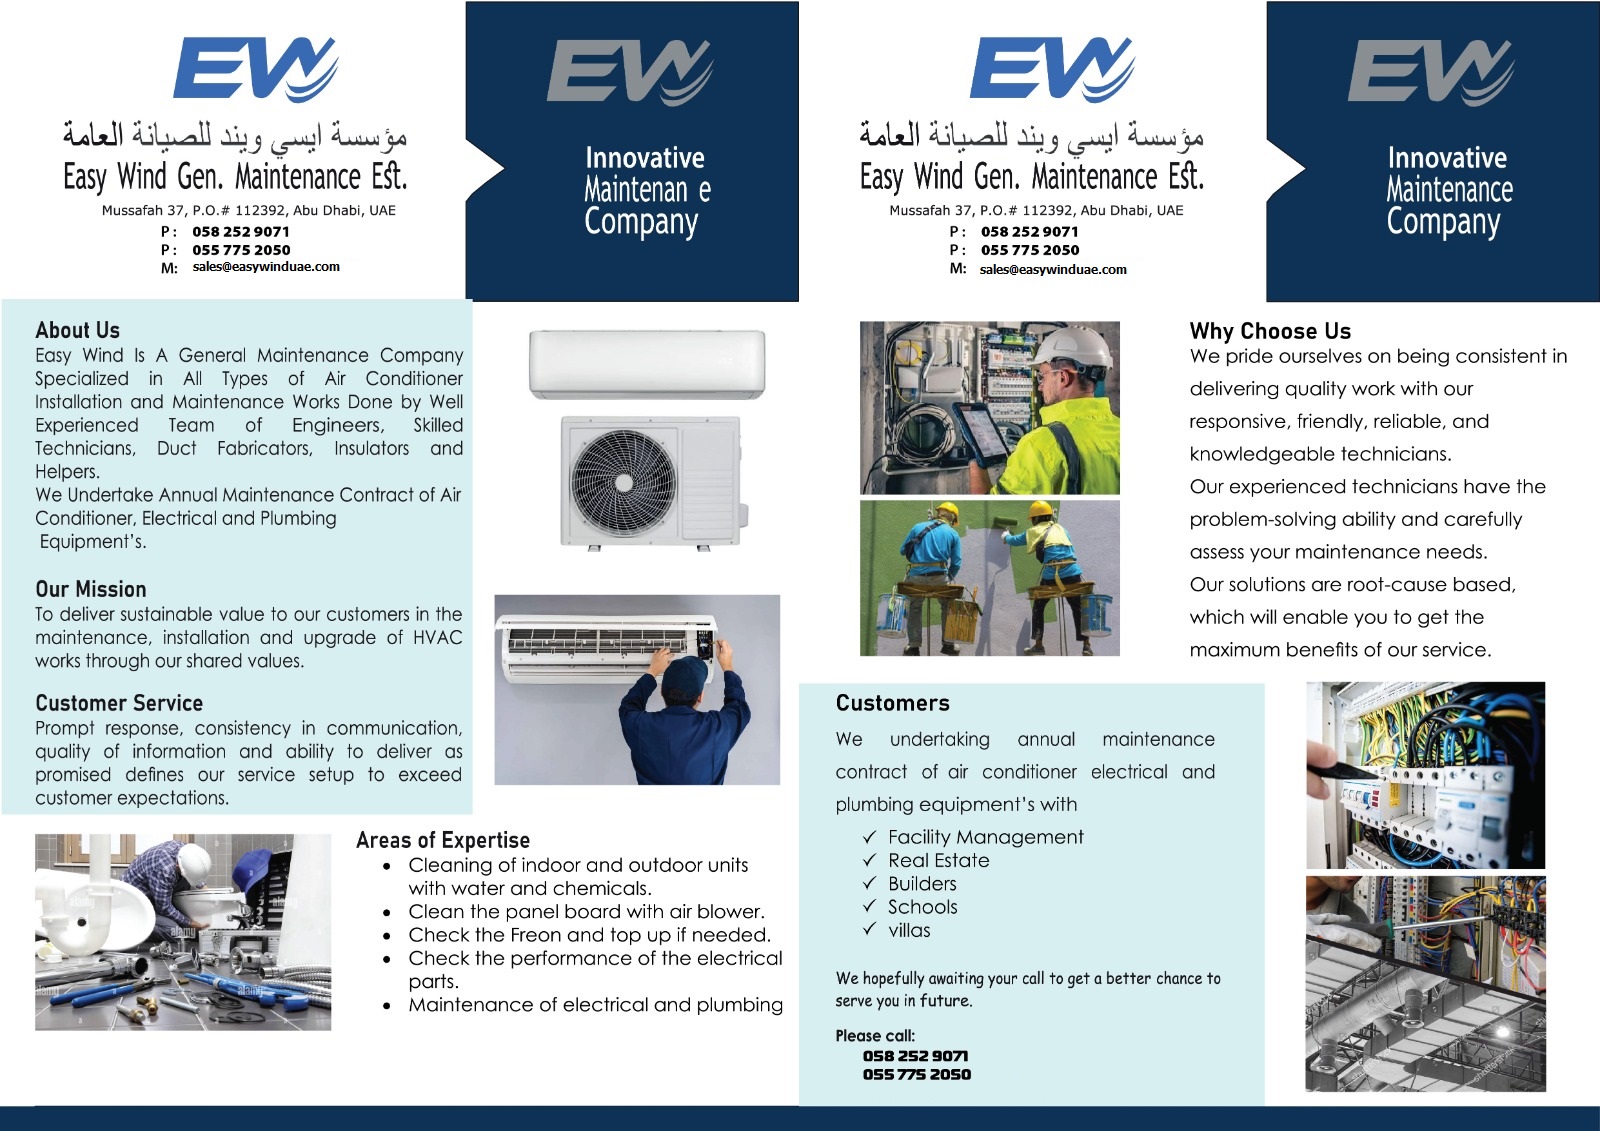 EW
مؤسسة ايسي ويند للصيانة العامة
Easy Wind Gen. Maintenance Est.
Mussafah 37, P.O.# 112392, Abu Dhabi, UAE
P : 058 252 9071
P : 055 775 2050
M: sales@easywinduae.com
EW
Innovative
Maintenan e
Company
About Us
Easy Wind Is A General Maintenance Company
Specialized in All Types of Air Conditioner
Installation and Maintenance Works Done by Well
Experienced Team of Engineers, Skilled
Technicians, Duct Fabricators, Insulators and
Helpers.
We Undertake Annual Maintenance Contract of Air
Conditioner, Electrical and Plumbing
Equipment’s.
Our Mission
To deliver sustainable value to our customers in the
maintenance, installation and upgrade of HVAC
works through our shared values.
Customer Service
Prompt response, consistency in communication,
quality of information and ability to deliver as
promised defines our service setup to exceed
customer expectations.
alamy
alamy
alamy
alamy
alamy
Areas of Expertise
• Cleaning of indoor and outdoor units
with water and chemicals.
• Clean the panel board with air blower.
• Check the Freon and top up if needed.
• Check the performance of the electrical
parts.
• Maintenance of electrical and plumbing
EW
مؤسسة ايسي ويند للصيانة العامة
Easy Wind Gen. Maintenance Est.
Mussafah 37, P.O.# 112392, Abu Dhabi, UAE
P : 058 252 9071
P : 055 775 2050
M: sales@easywinduae.com
EW
Innovative
Maintenance
Company
Why Choose Us
We pride ourselves on being consistent in
delivering quality work with our
responsive, friendly, reliable, and
knowledgeable technicians.
Our experienced technicians have the
problem-solving ability and carefully
assess your maintenance needs.
Our solutions are root-cause based,
which will enable you to get the
maximum benefits of our service.
Customers
We undertaking annual maintenance
contract of air conditioner electrical and
plumbing equipment’s with
✓ Facility Management
✓ Real Estate
✓ Builders
✓ Schools
✓ villas
We hopefully awaiting your call to get a better chance to
serve you in future.
Please call:
058 252 9071
055 775 2050